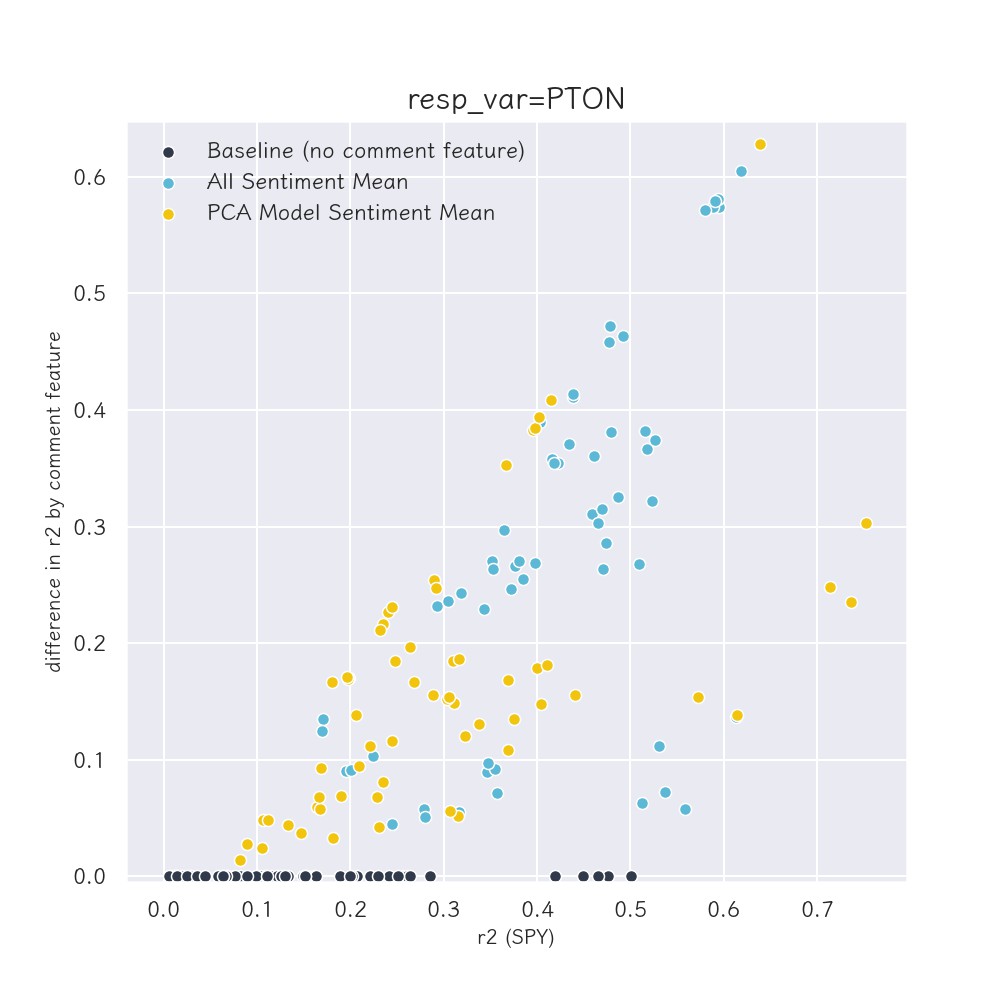 resp_var=PTON
Baseline (no comment feature)
All Sentiment Mean
PCA Model Sentiment Mean
difference in r2 by comment feature
0.6
0.5
0.4
0.3
0.2
0.1
0.0
0.0 0.1 0.2 0.3 0.4 0.5 0.6 0.7
r2 (SPY)